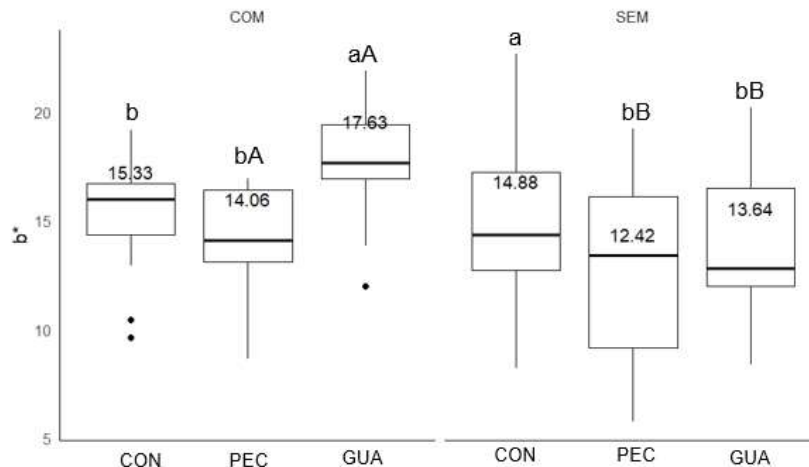 COM
SEM
b*
20
15
10
5
b
15.33
bA
14.06
aA
17.63
a
14.88
bB
12.42
bB
13.64
CON PEC GUA
CON PEC GUA